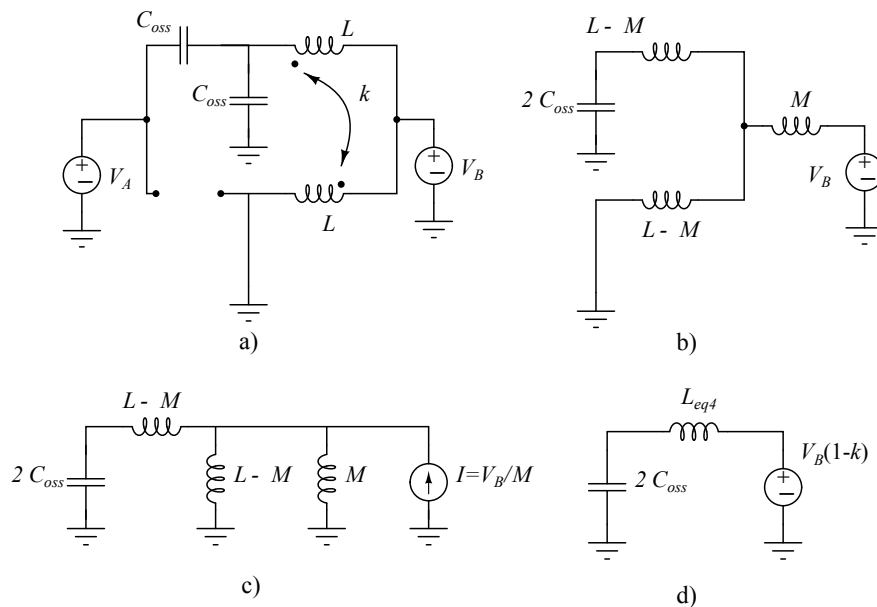 C_oss
L
C_oss
k
+
−
V_A
+
−
V_B
L
a)
L - M
2 C_oss
M
+
−
V_B
L - M
b)
L - M
2 C_oss
L - M
M
I=V_B/M
c)
L_eq4
2 C_oss
V_B(1-k)
+
−
d)